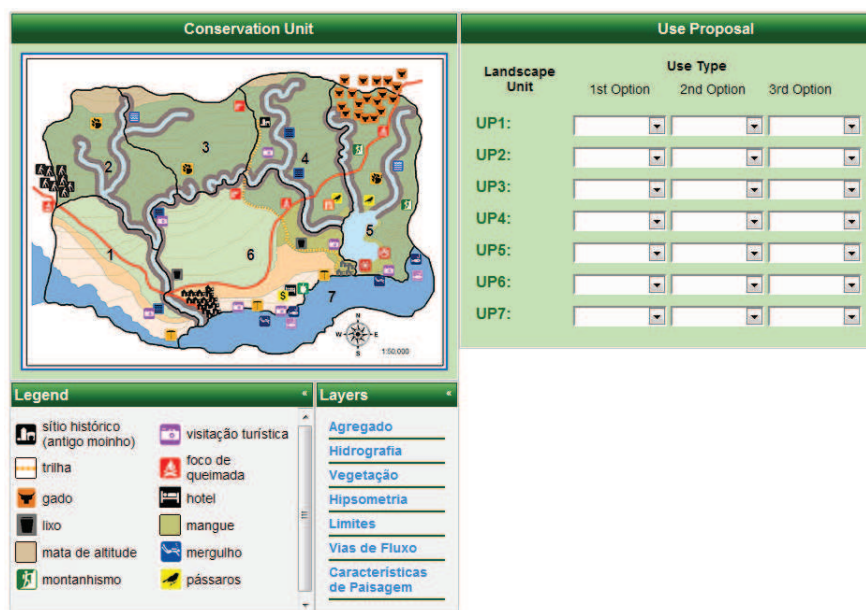 Conservation Unit
2
3
4
1
6
5
7
$
N
W
E
S
1:50,000
Use Proposal
Landscape
Unit
Use Type
1st Option
2nd Option
3rd Option
UP1:
UP2:
UP3:
UP4:
UP5:
UP6:
UP7:
Legend
sítio histórico
(antigo moinho)
trilha
gado
lixo
mata de altitude
montanhismo
visitação turística
foco de
queimada
hotel
mangue
mergulho
pássaros
Layers
Agregado
Hidrografia
Vegetação
Hipsometria
Limites
Vias de Fluxo
Características
de Paisagem